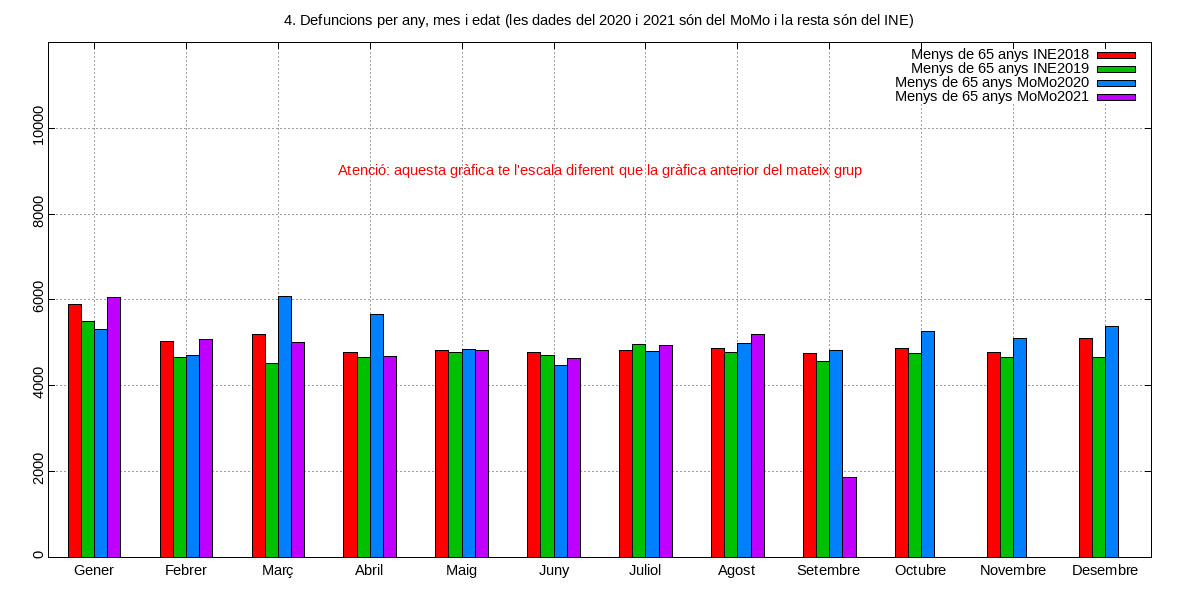 4. Defuncions per any, mes i edat (les dades del 2020 i 2021 són del MoMo i la resta són del INE)
Menys de 65 anys INE2018
Menys de 65 anys INE2019
Menys de 65 anys MoMo2020
Menys de 65 anys MoMo2021
Atenció: aquesta gràfica te l'escala diferent que la gràfica anterior del mateix grup
10000
8000
6000
4000
2000
0
Gener Febrer Març Abril Maig Juny Juliol Agost Setembre Octubre Novembre Desembre